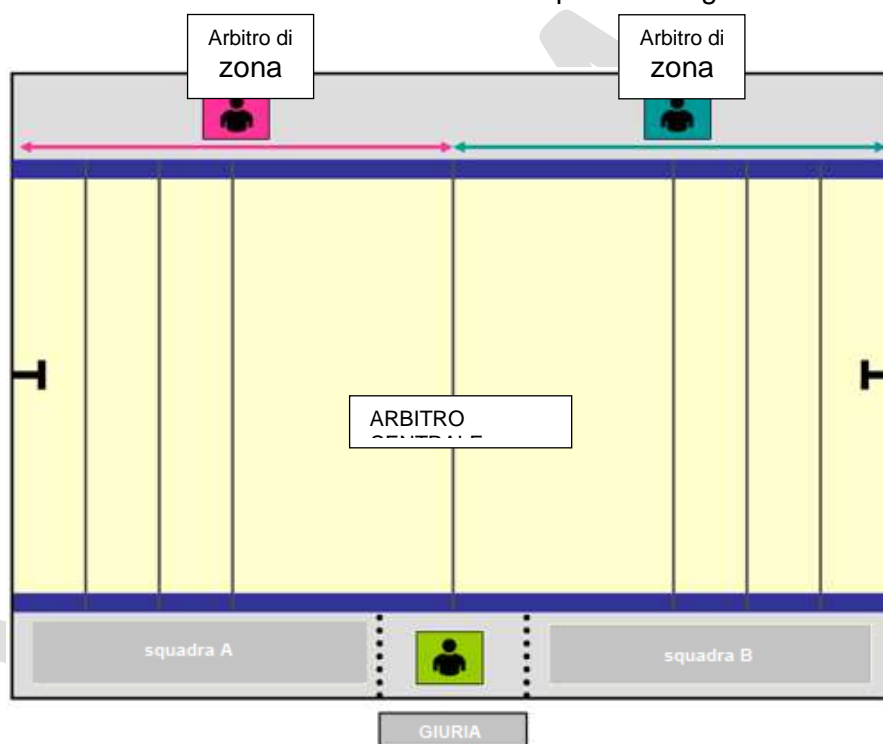 Arbitro di
zona
Arbitro di
zona
ARBITRO
squadra A
squadra B
GIURIA